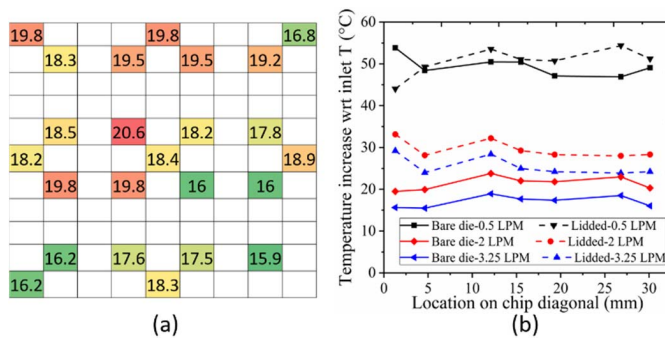 19.8 19.8 16.8
18.3 19.5 19.5 19.2
18.5 20.6 18.2 17.8
18.2 18.4 18.9
19.8 19.8 16 16
16.2 17.6 17.5 15.9
16.2 18.3
(a)
Temperature increase wrt inlet T (°C)
60
50
40
30
20
10
0
Bare die-0.5 LPM Lidded-0.5 LPM
Bare die-2 LPM Lidded-2 LPM
Bare die-3.25 LPM Lidded-3.25 LPM
0 5 10 15 20 25 30
Location on chip diagonal (mm)
(b)